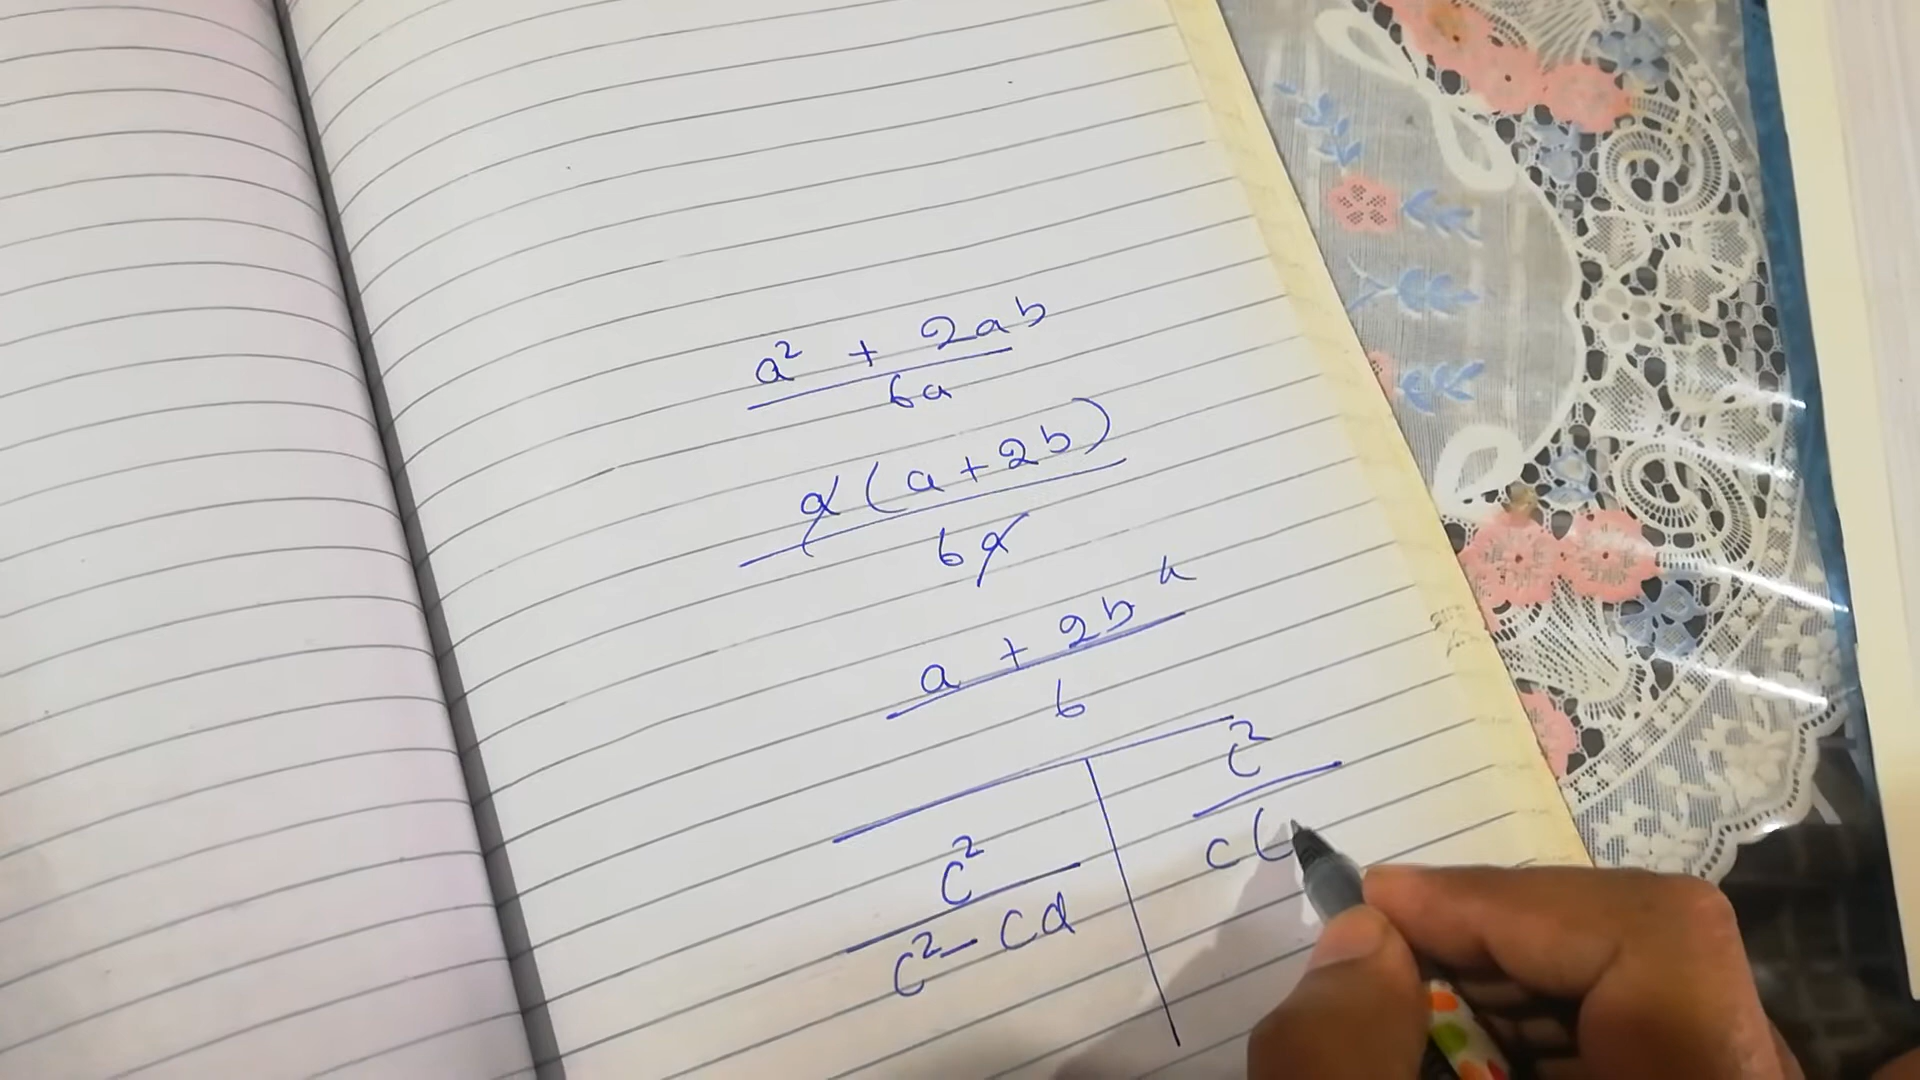 a² + 2ab
6a
a(a+2b)
6a
a + 2b
6
c²
c² - cd
c²
c(